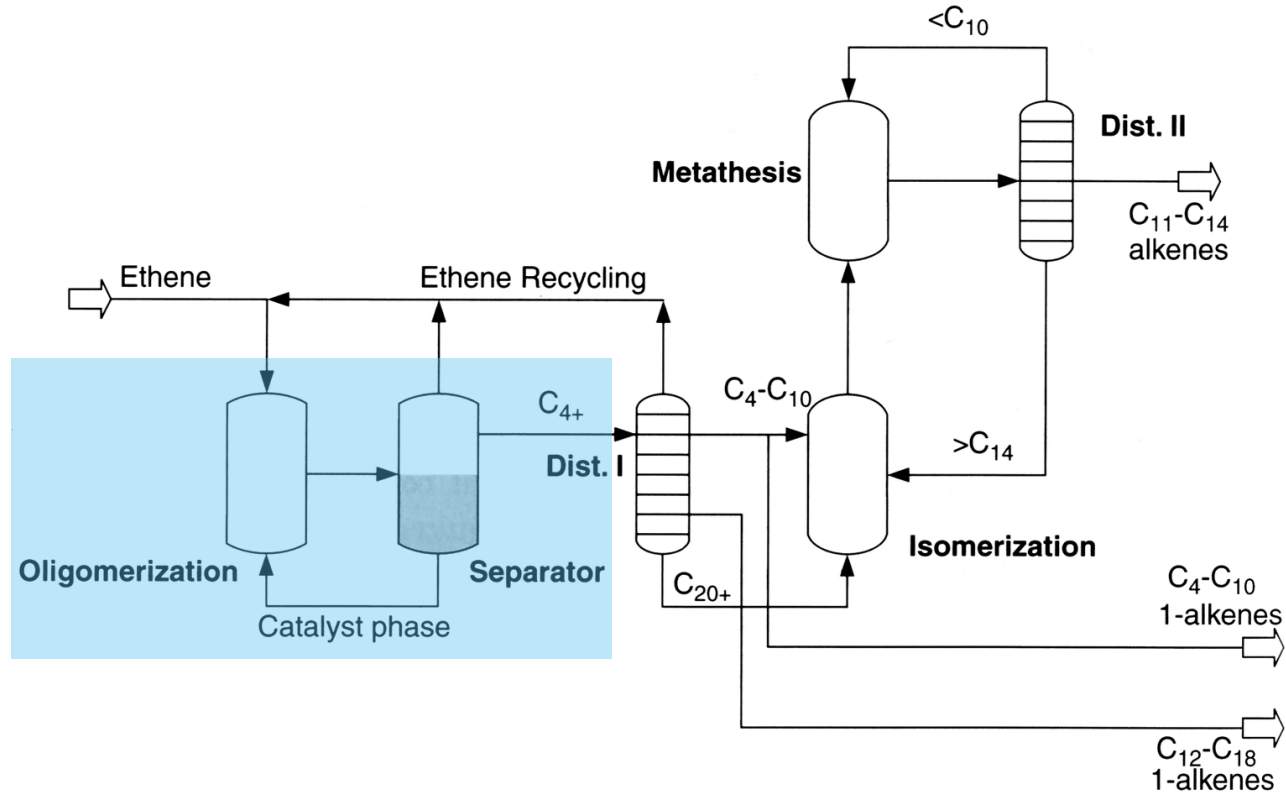 <C₁₀
Dist. II
Metathesis
C₁₁-C₁₄
alkenes
Ethene
Ethene Recycling
C₄₊
C₄-C₁₀
Dist. I
>C₁₄
Isomerization
Oligomerization
Separator
C₂₀₊
Catalyst phase
C₄-C₁₀
1-alkenes
C₁₂-C₁₈
1-alkenes